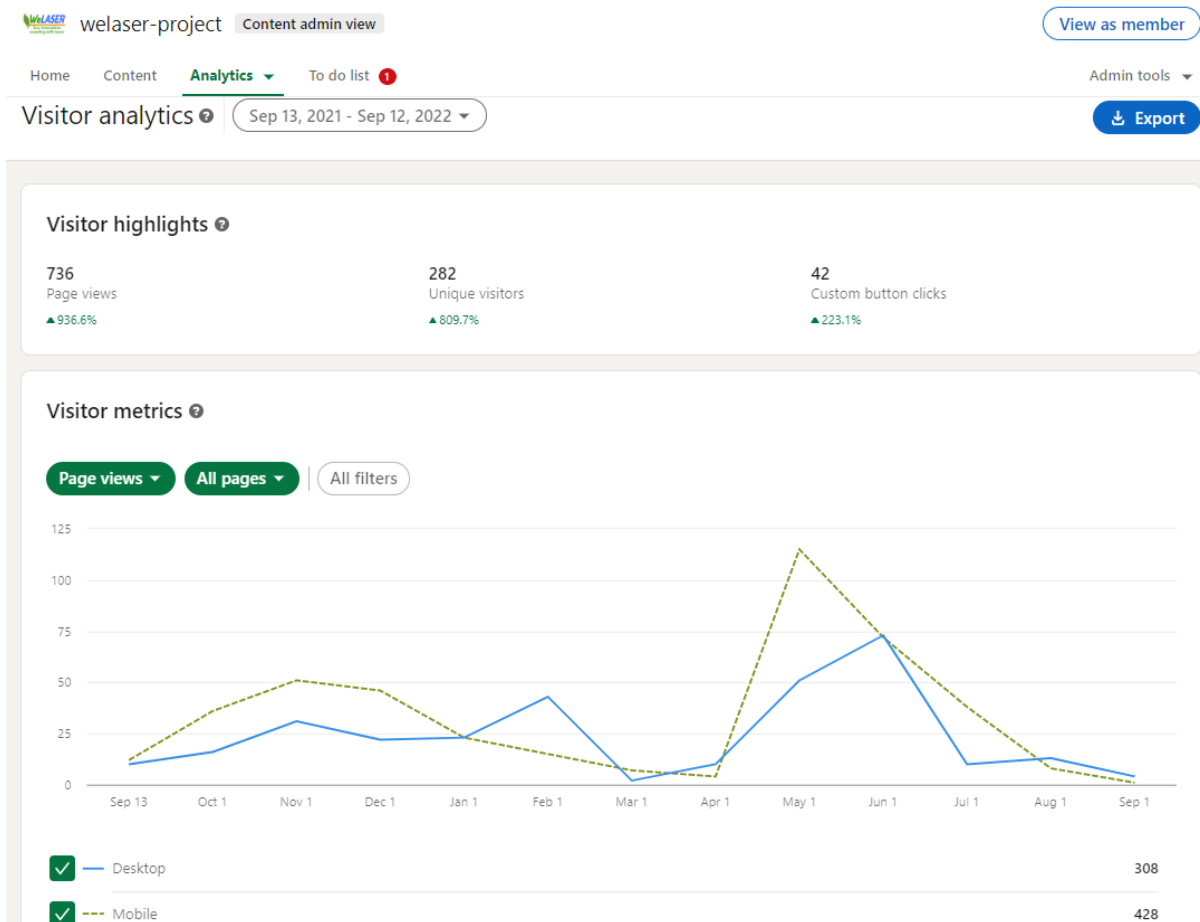 WeLASER
welaser-project Content admin view View as member
Home Content Analytics To do list 1 Admin tools
Visitor analytics Sep 13, 2021 - Sep 12, 2022 Export
Visitor highlights
736 282 42
Page views Unique visitors Custom button clicks
936.6% 809.7% 223.1%
Visitor metrics
Page views All pages All filters
125
100
75
50
25
0
Sep 13 Oct 1 Nov 1 Dec 1 Jan 1 Feb 1 Mar 1 Apr 1 May 1 Jun 1 Jul 1 Aug 1 Sep 1
Desktop 308
Mobile 428